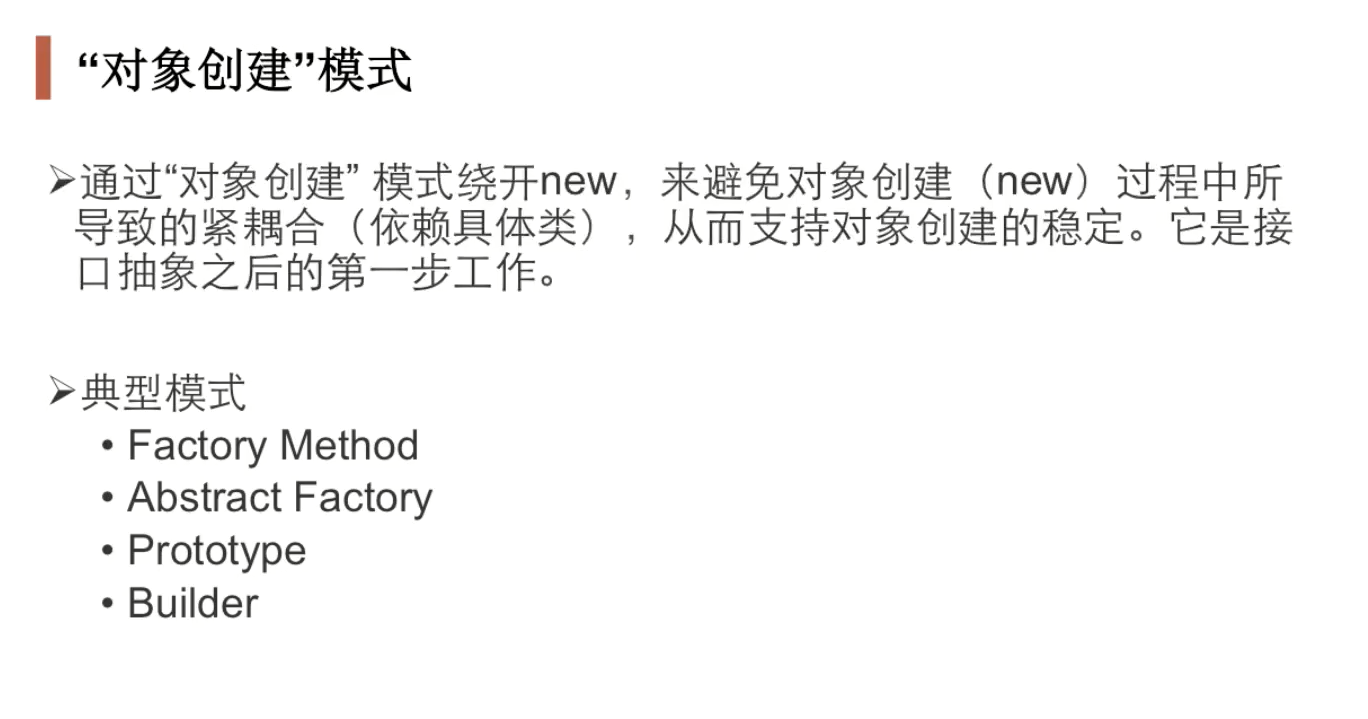 “对象创建”模式
➢通过“对象创建” 模式绕开new，来避免对象创建（new）过程中所
导致的紧耦合（依赖具体类），从而支持对象创建的稳定。它是接
口抽象之后的第一步工作。
➢典型模式
• Factory Method
• Abstract Factory
• Prototype
• Builder